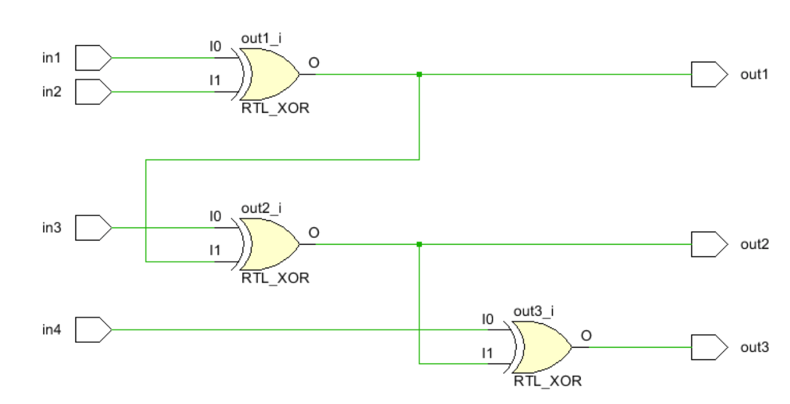 out1_i
in1
I0
O
out1
in2
I1
RTL_XOR
out2_i
in3
I0
O
out2
I1
RTL_XOR
out3_i
in4
I0
O
out3
I1
RTL_XOR